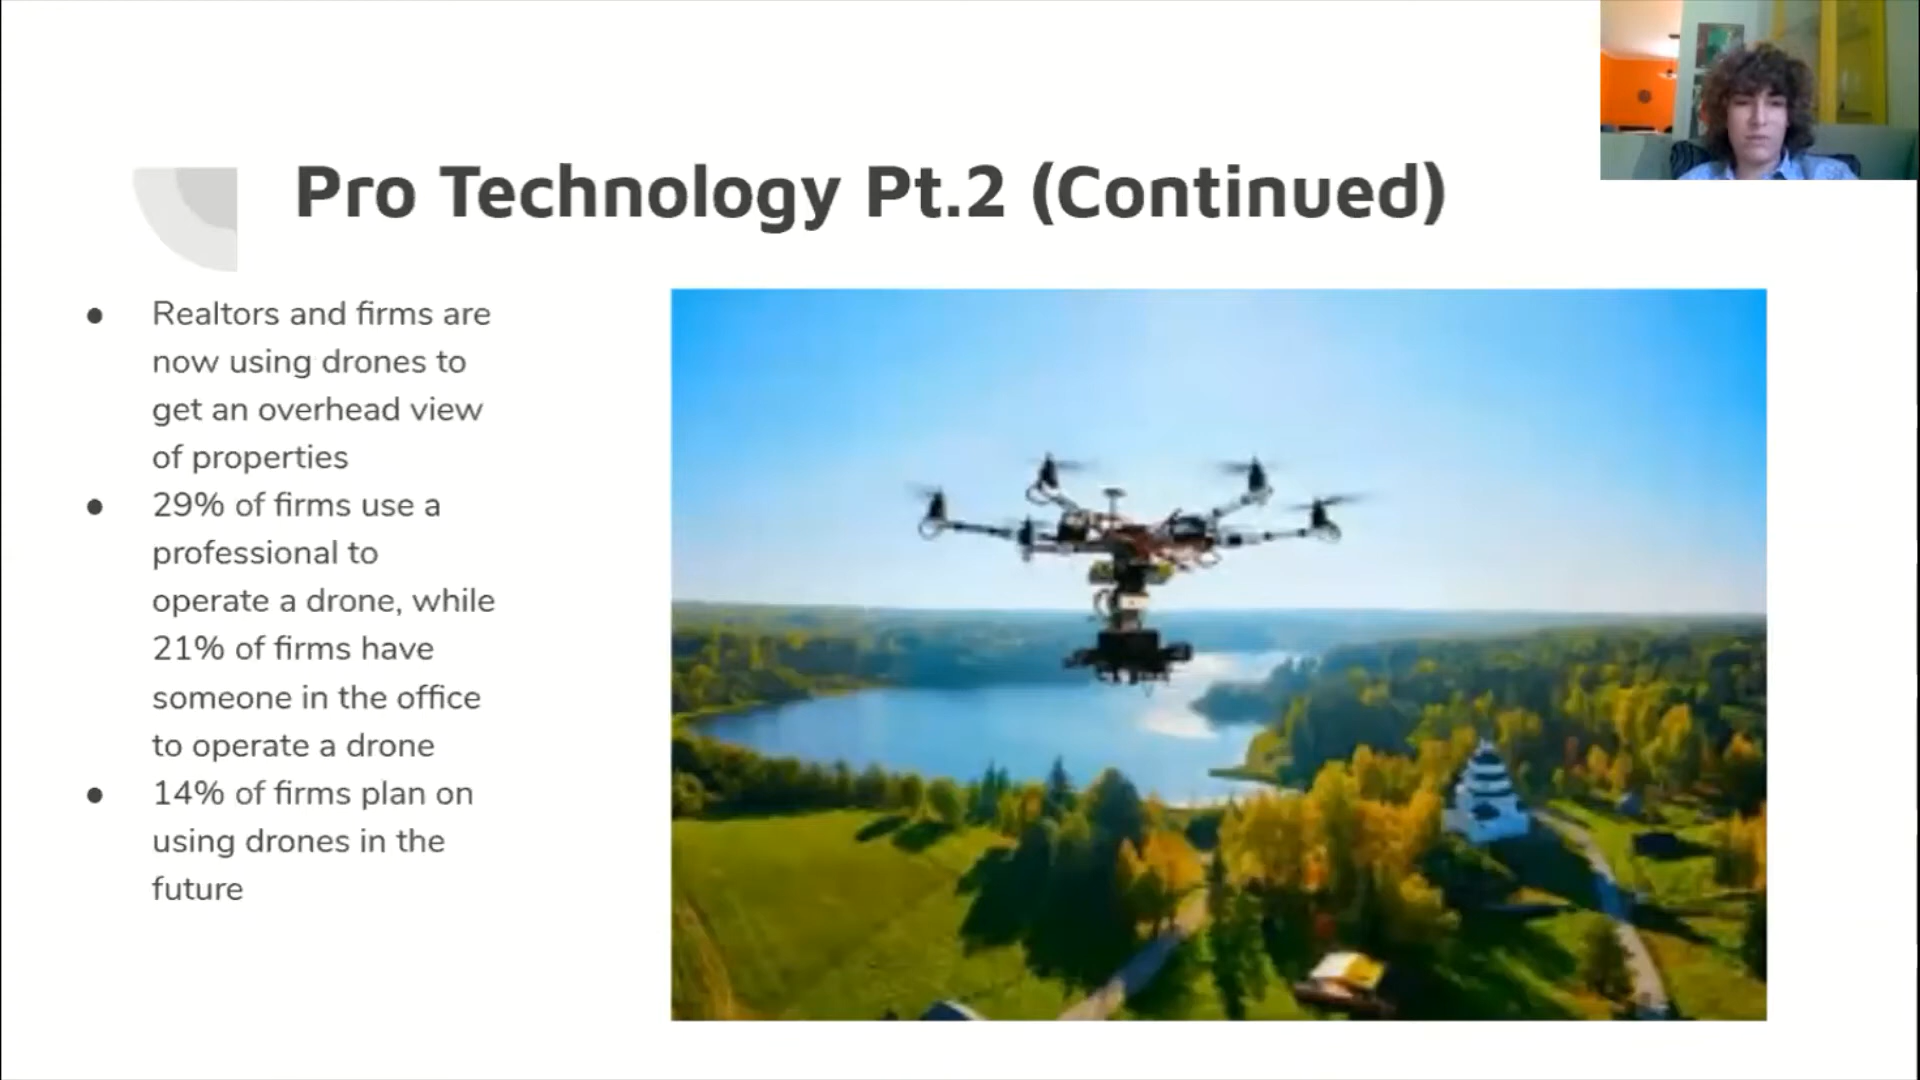 Pro Technology Pt.2 (Continued)
● Realtors and firms are
now using drones to
get an overhead view
of properties
● 29% of firms use a
professional to
operate a drone, while
21% of firms have
someone in the office
to operate a drone
● 14% of firms plan on
using drones in the
future